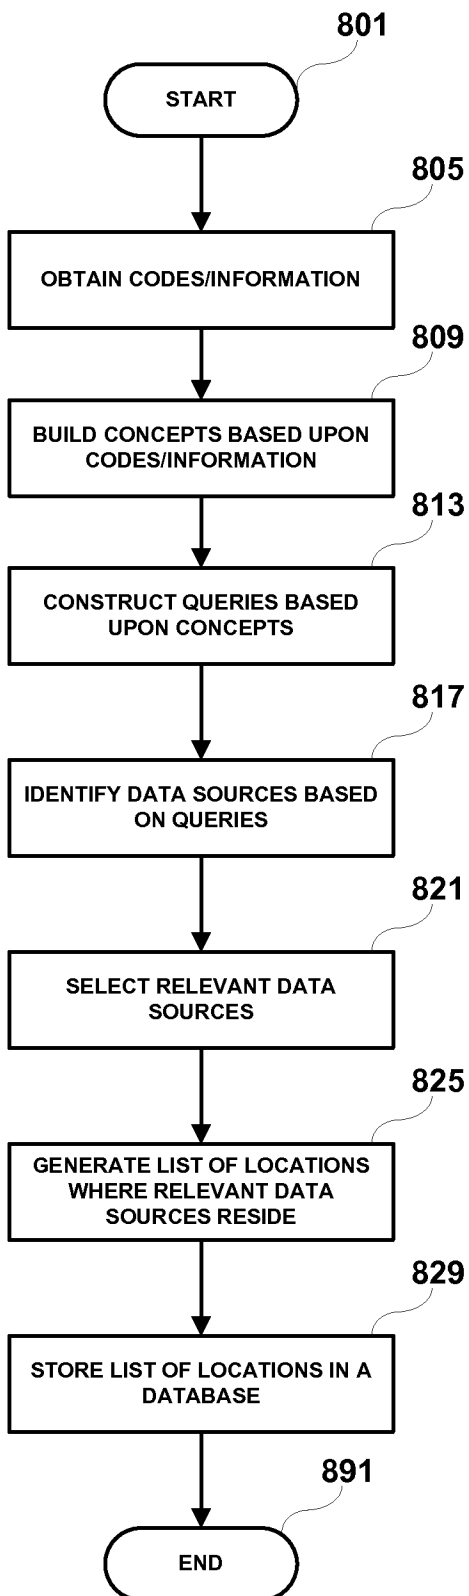 801
START
805
OBTAIN CODES/INFORMATION
809
BUILD CONCEPTS BASED UPON
CODES/INFORMATION
813
CONSTRUCT QUERIES BASED
UPON CONCEPTS
817
IDENTIFY DATA SOURCES BASED
ON QUERIES
821
SELECT RELEVANT DATA
SOURCES
825
GENERATE LIST OF LOCATIONS
WHERE RELEVANT DATA
SOURCES RESIDE
829
STORE LIST OF LOCATIONS IN A
DATABASE
891
END